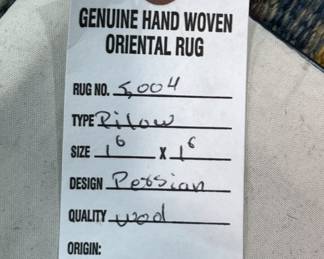 GENUINE HAND WOVEN
ORIENTAL RUG
RUG NO. 5,004
TYPE Pilow
SIZE 1 6 X 1 6
DESIGN Persian
QUALITY wool
ORIGIN: